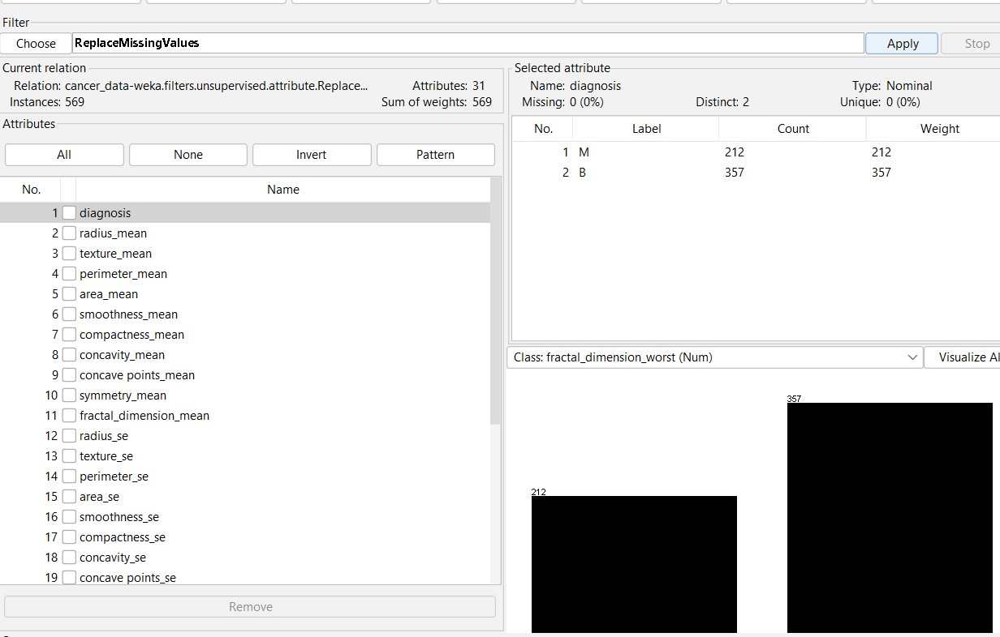 Filter
Choose ReplaceMissingValues Apply Stop
Current relation
Relation: cancer_data-weka.filters.unsupervised.attribute.Replace... Attributes: 31
Instances: 569 Sum of weights: 569
Attributes
All None Invert Pattern
No. Name
1 diagnosis
2 radius_mean
3 texture_mean
4 perimeter_mean
5 area_mean
6 smoothness_mean
7 compactness_mean
8 concavity_mean
9 concave points_mean
10 symmetry_mean
11 fractal_dimension_mean
12 radius_se
13 texture_se
14 perimeter_se
15 area_se
16 smoothness_se
17 compactness_se
18 concavity_se
19 concave points_se
Remove
Selected attribute
Name: diagnosis Type: Nominal
Missing: 0 (0%) Distinct: 2 Unique: 0 (0%)
No. Label Count Weight
1 M 212 212
2 B 357 357
Class: fractal_dimension_worst (Num) Visualize
357
212